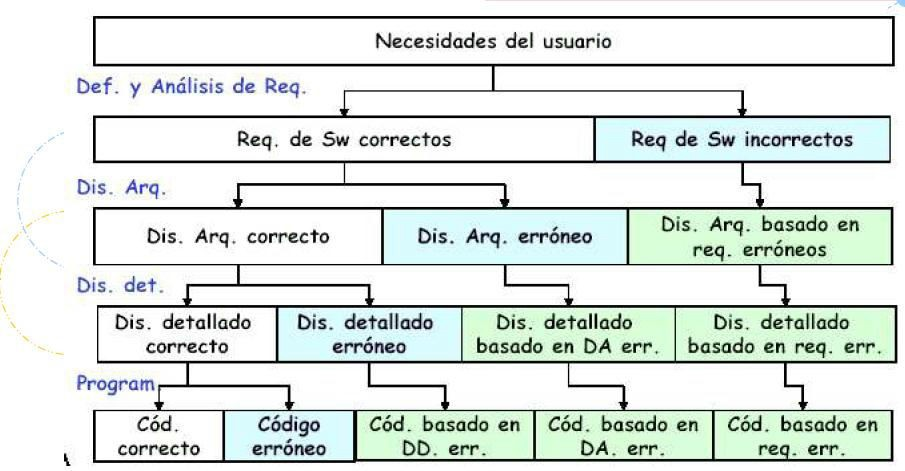 Necesidades del usuario
Def. y Análisis de Req.
Req. de Sw correctos
Req de Sw incorrectos
Dis. Arq.
Dis. Arq. correcto
Dis. Arq. erróneo
Dis. Arq. basado en
req. erróneos
Dis. det.
Dis. detallado
correcto
Dis. detallado
erróneo
Dis. detallado
basado en DA err.
Dis. detallado
basado en req. err.
Program
Cód.
correcto
Código
erróneo
Cód. basado en
DD. err.
Cód. basado en
DA. err.
Cód. basado en
req. err.